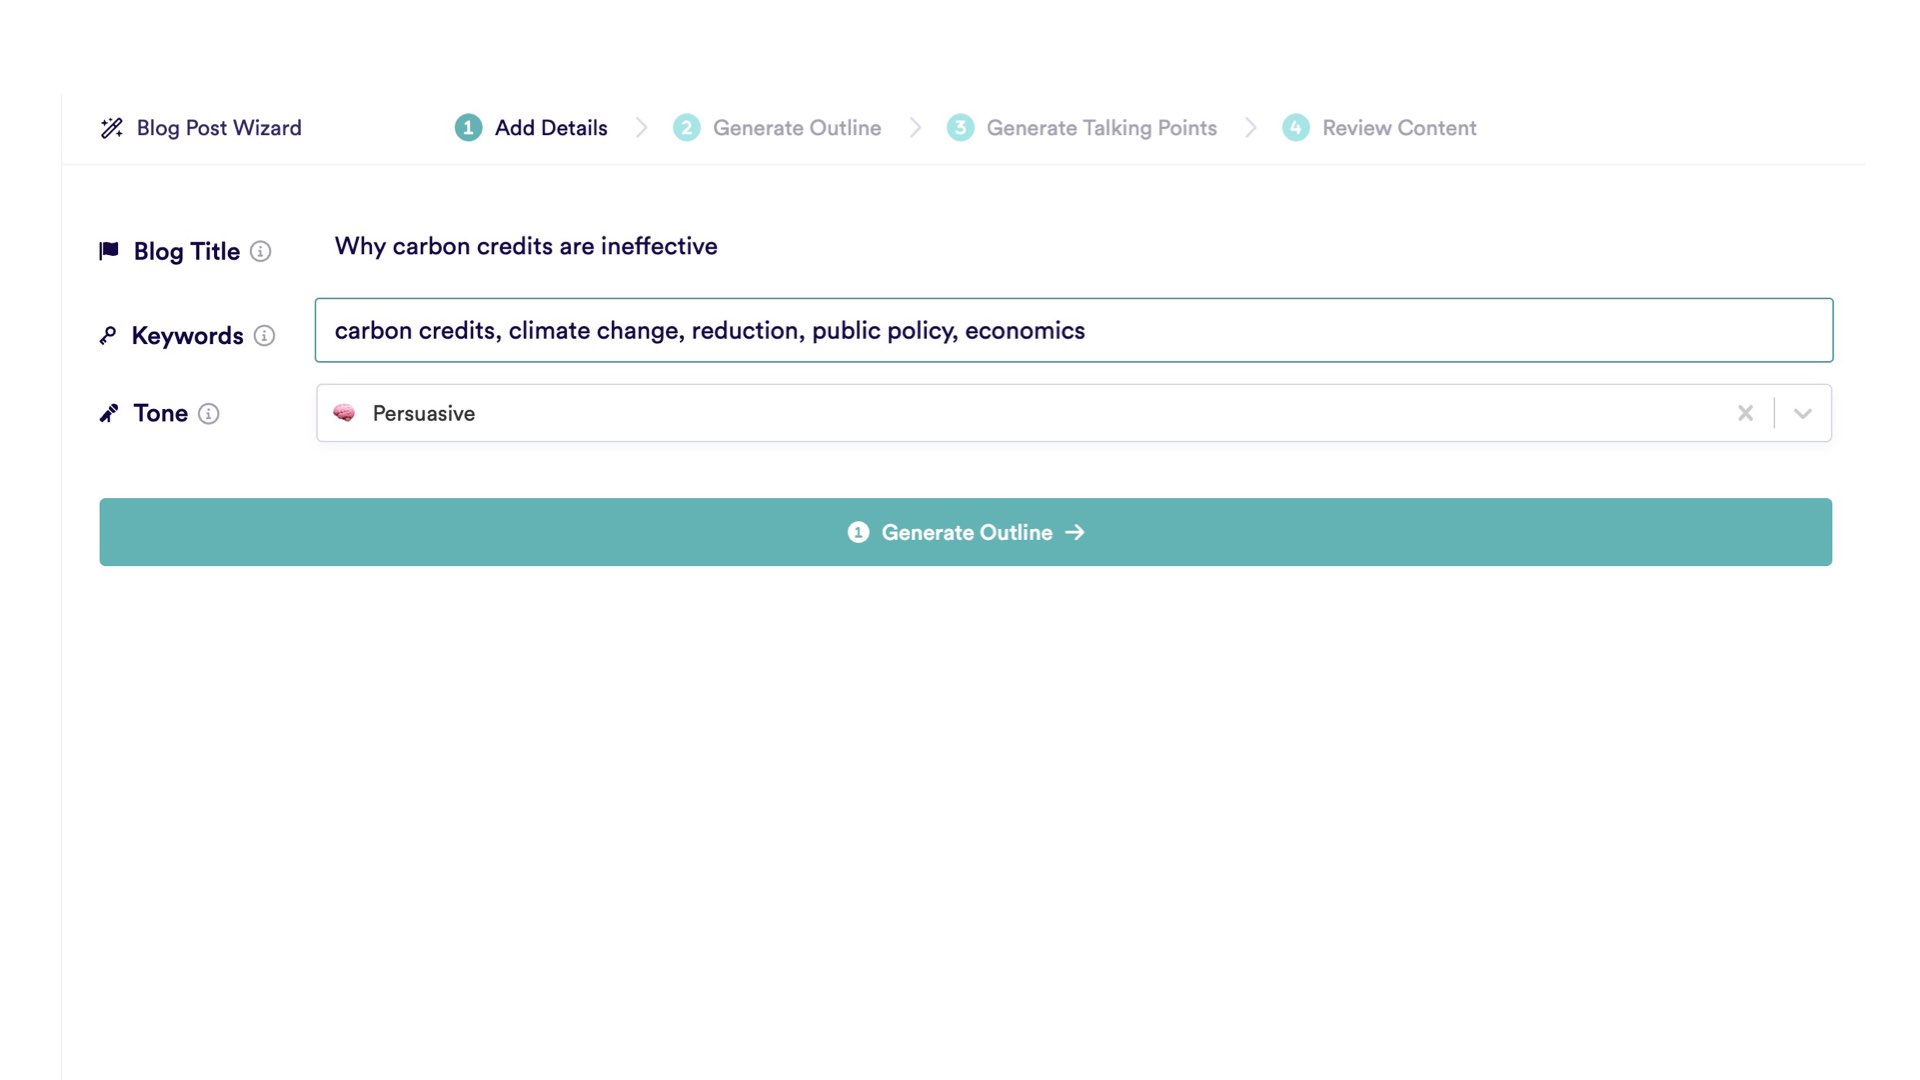 Blog Post Wizard
1 Add Details
2 Generate Outline
3 Generate Talking Points
4 Review Content
Blog Title
Why carbon credits are ineffective
Keywords
carbon credits, climate change, reduction, public policy, economics
Tone
Persuasive
1 Generate Outline